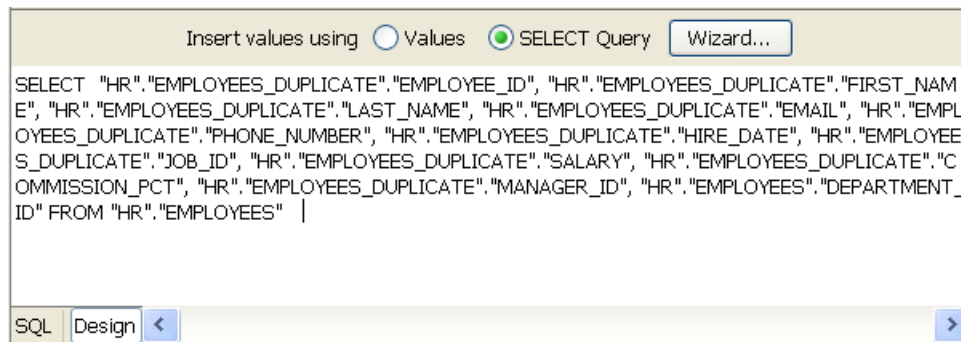 Insert values using Values SELECT Query Wizard...
SELECT "HR"."EMPLOYEES_DUPLICATE"."EMPLOYEE_ID", "HR"."EMPLOYEES_DUPLICATE"."FIRST_NAM
E", "HR"."EMPLOYEES_DUPLICATE"."LAST_NAME", "HR"."EMPLOYEES_DUPLICATE"."EMAIL", "HR"."EMPL
OYEES_DUPLICATE"."PHONE_NUMBER", "HR"."EMPLOYEES_DUPLICATE"."HIRE_DATE", "HR"."EMPLOYEE
S_DUPLICATE"."JOB_ID", "HR"."EMPLOYEES_DUPLICATE"."SALARY", "HR"."EMPLOYEES_DUPLICATE"."C
OMMISSION_PCT", "HR"."EMPLOYEES_DUPLICATE"."MANAGER_ID", "HR"."EMPLOYEES"."DEPARTMENT_
ID" FROM "HR"."EMPLOYEES"
SQL Design